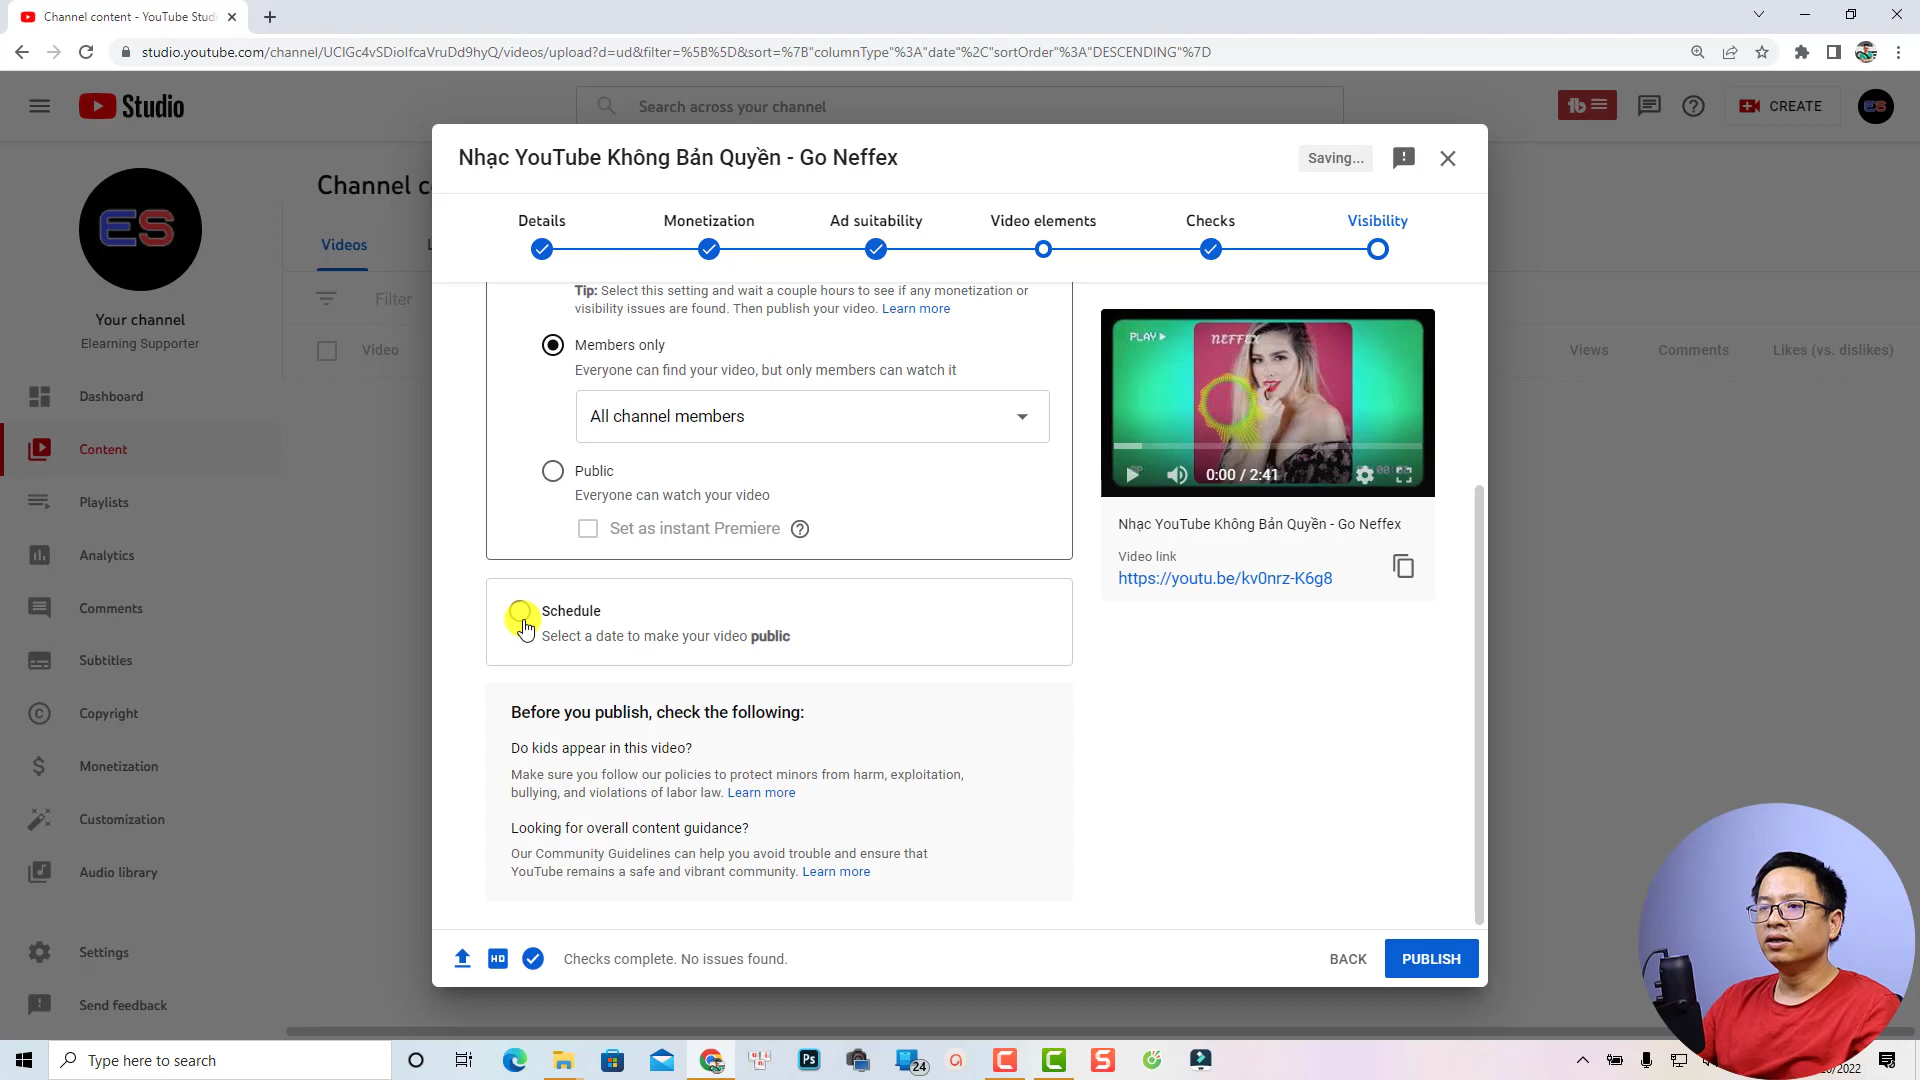 Channel content - YouTube Stud
studio.youtube.com/channel/UCIGc4vSDioIfcaVruDd9hyQ/videos/upload?d=ud&filter=%5B%5D&sort=%7B"columnType"%3A"date"%2C"sortOrder"%3A"DESCENDING"%7D
Studio
Search across your channel
CREATE
ES
ES
Your channel
Elearning Supporter
Dashboard
Content
Playlists
Analytics
Comments
Subtitles
Copyright
Monetization
Customization
Audio library
Settings
Send feedback
Channel c
Videos
Filter
Video
Views
Comments
Likes (vs. dislikes)
Nhạc YouTube Không Bản Quyền - Go Neffex
Saving...
Details
Monetization
Ad suitability
Video elements
Checks
Visibility
Tip: Select this setting and wait a couple hours to see if any monetization or
visibility issues are found. Then publish your video. Learn more
Members only
Everyone can find your video, but only members can watch it
All channel members
Public
Everyone can watch your video
Set as instant Premiere
Schedule
Select a date to make your video public
Before you publish, check the following:
Do kids appear in this video?
Make sure you follow our policies to protect minors from harm, exploitation,
bullying, and violations of labor law. Learn more
Looking for overall content guidance?
Our Community Guidelines can help you avoid trouble and ensure that
YouTube remains a safe and vibrant community. Learn more
PLAY
NEFFEX
0:00 / 2:41
Nhạc YouTube Không Bản Quyền - Go Neffex
Video link
https://youtu.be/kv0nrz-K6g8
HD
Checks complete. No issues found.
BACK
PUBLISH
Type here to search
Ps
24